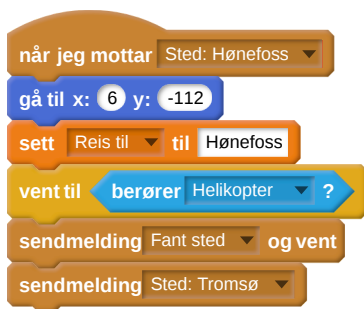 når jeg mottar Sted: Hønefoss
gå til x: 6 y: -112
sett Reis til til Hønefoss
vent til berører Helikopter ?
sendmelding Fant sted og vent
sendmelding Sted: Tromsø